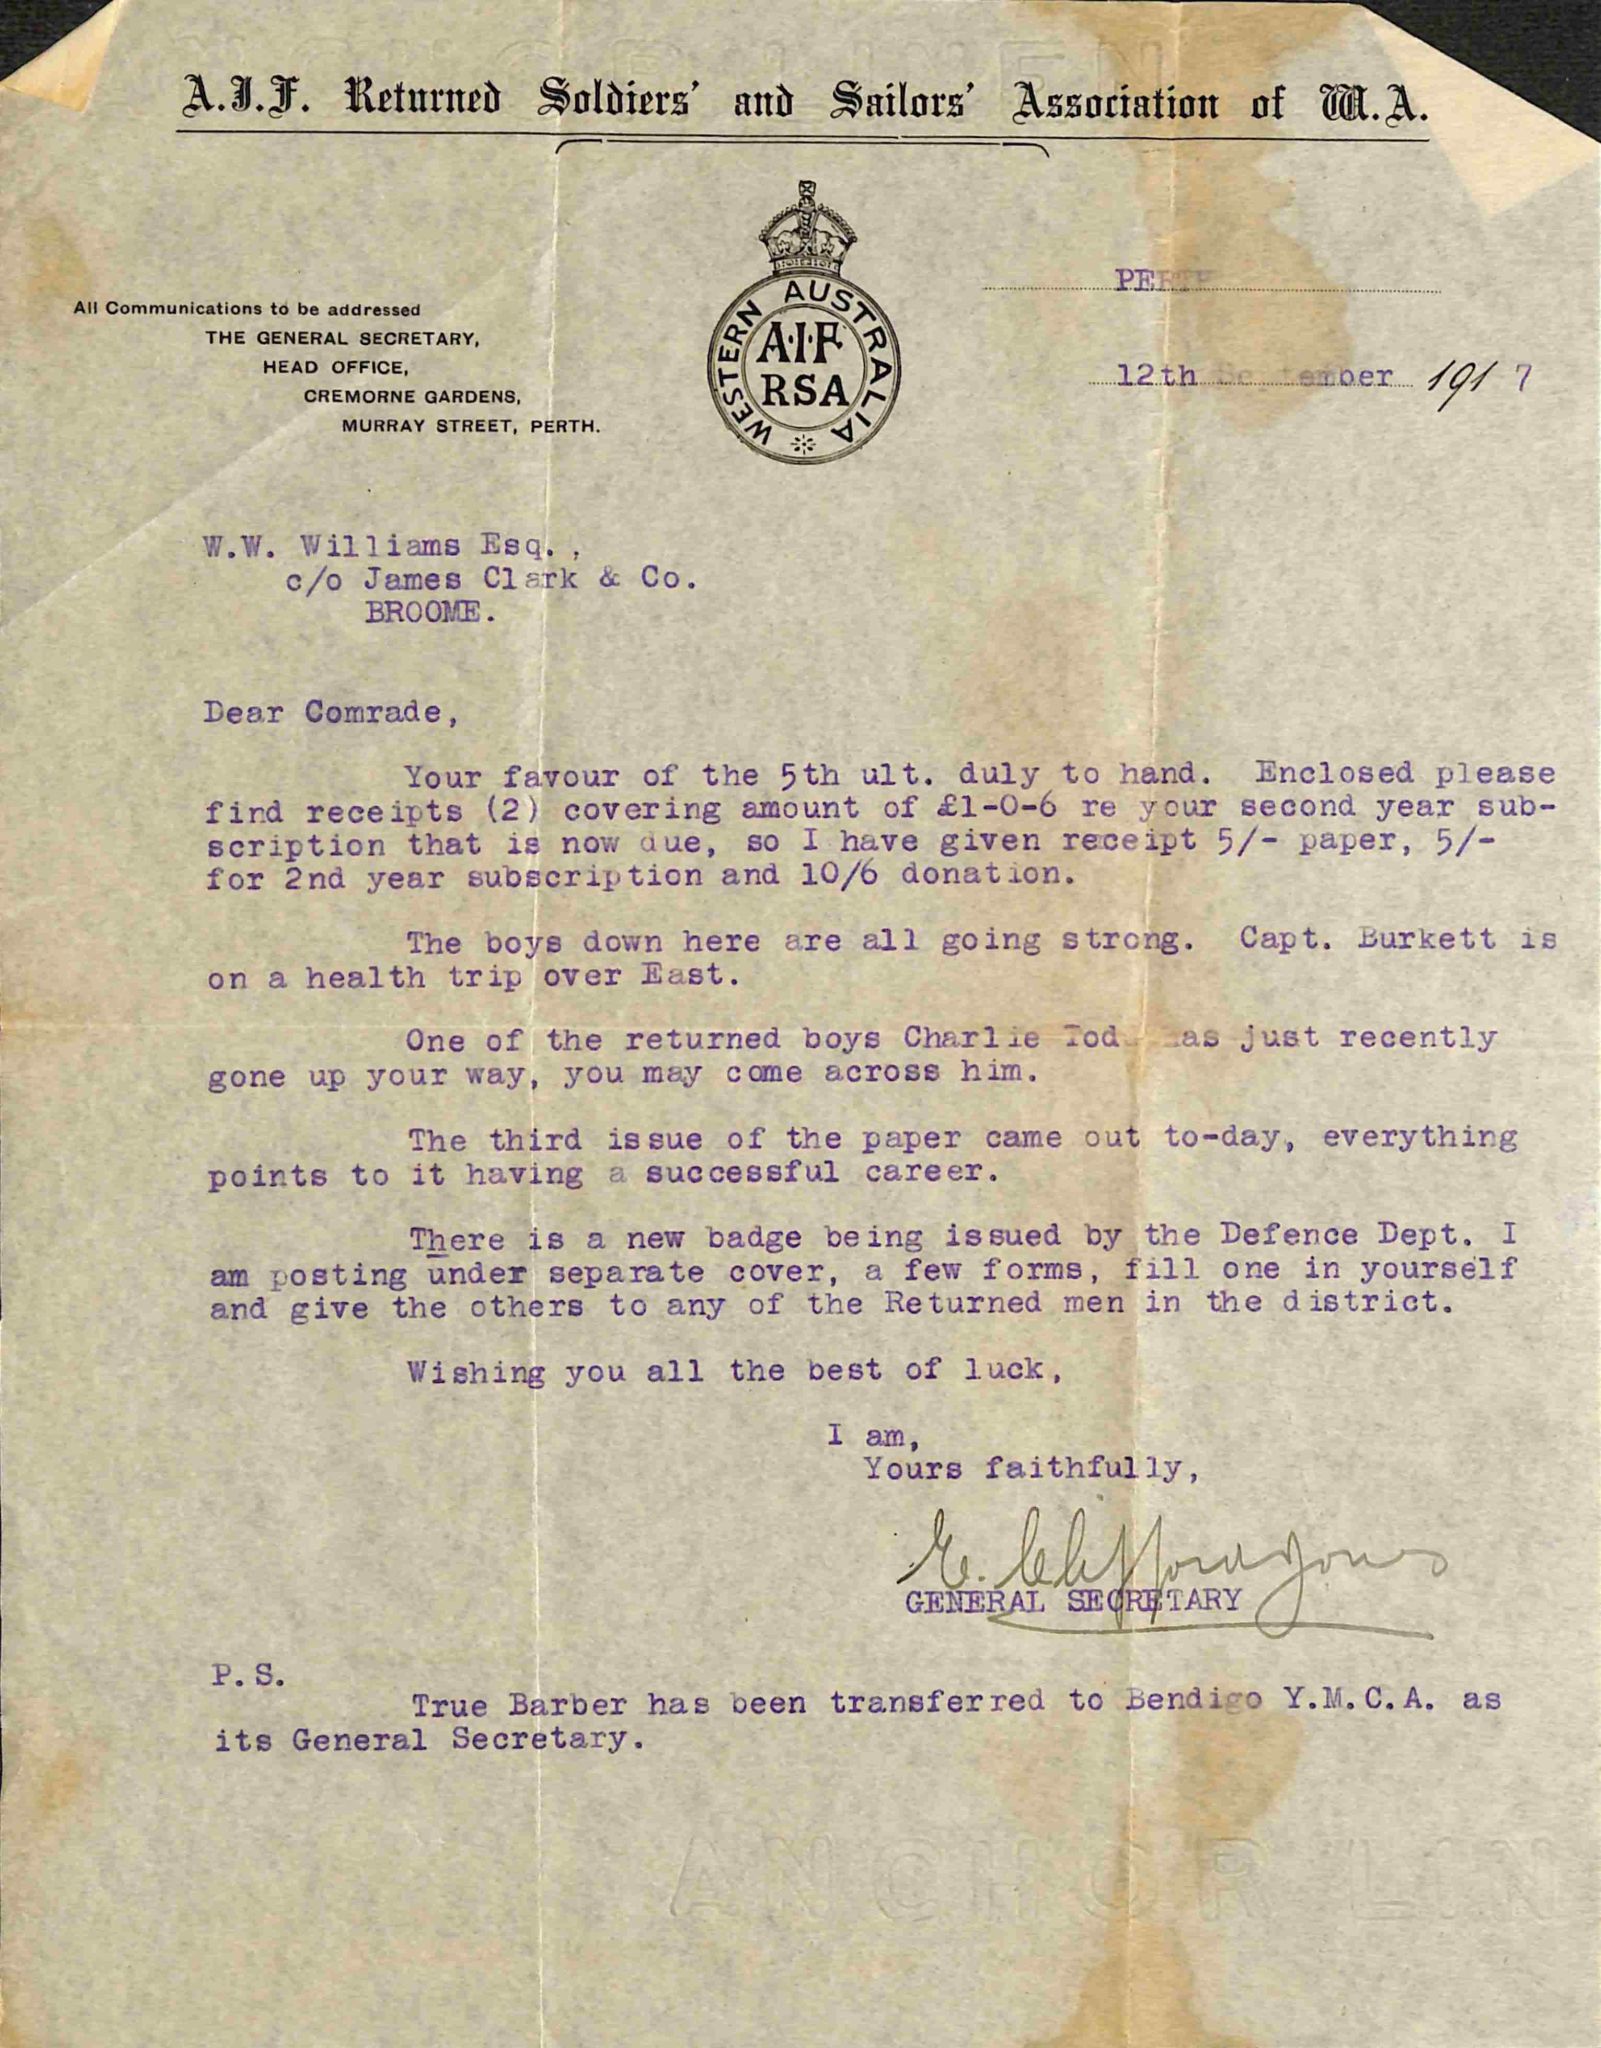 A.I.F. Returned Soldiers' and Sailors' Association of W.A.
All Communications to be addressed
THE GENERAL SECRETARY,
HEAD OFFICE,
CREMORNE GARDENS,
MURRAY STREET, PERTH.
WESTERN AUSTRALIA
A.I.F
RSA
PERTH
12th September 1917
W.W. Williams Esq.,
c/o James Clark & Co.
BROOME.
Dear Comrade,
Your favour of the 5th ult. duly to hand. Enclosed please
find receipts (2) covering amount of £1-0-6 re your second year sub-
scription that is now due, so I have given receipt 5/- paper, 5/-
for 2nd year subscription and 10/6 donation.
The boys down here are all going strong. Capt. Burkett is
on a health trip over East.
One of the returned boys Charlie has just recently
gone up your way, you may come across him.
The third issue of the paper came out to-day, everything
points to it having a successful career.
There is a new badge being issued by the Defence Dept. I
am posting under separate cover, a few forms, fill one in yourself
and give the others to any of the Returned men in the district.
Wishing you all the best of luck,
I am,
Yours faithfully,
E. Clifford Jones
GENERAL SECRETARY
P.S.
True Barber has been transferred to Bendigo Y.M.C.A. as
its General Secretary.
ANCHOR LIN